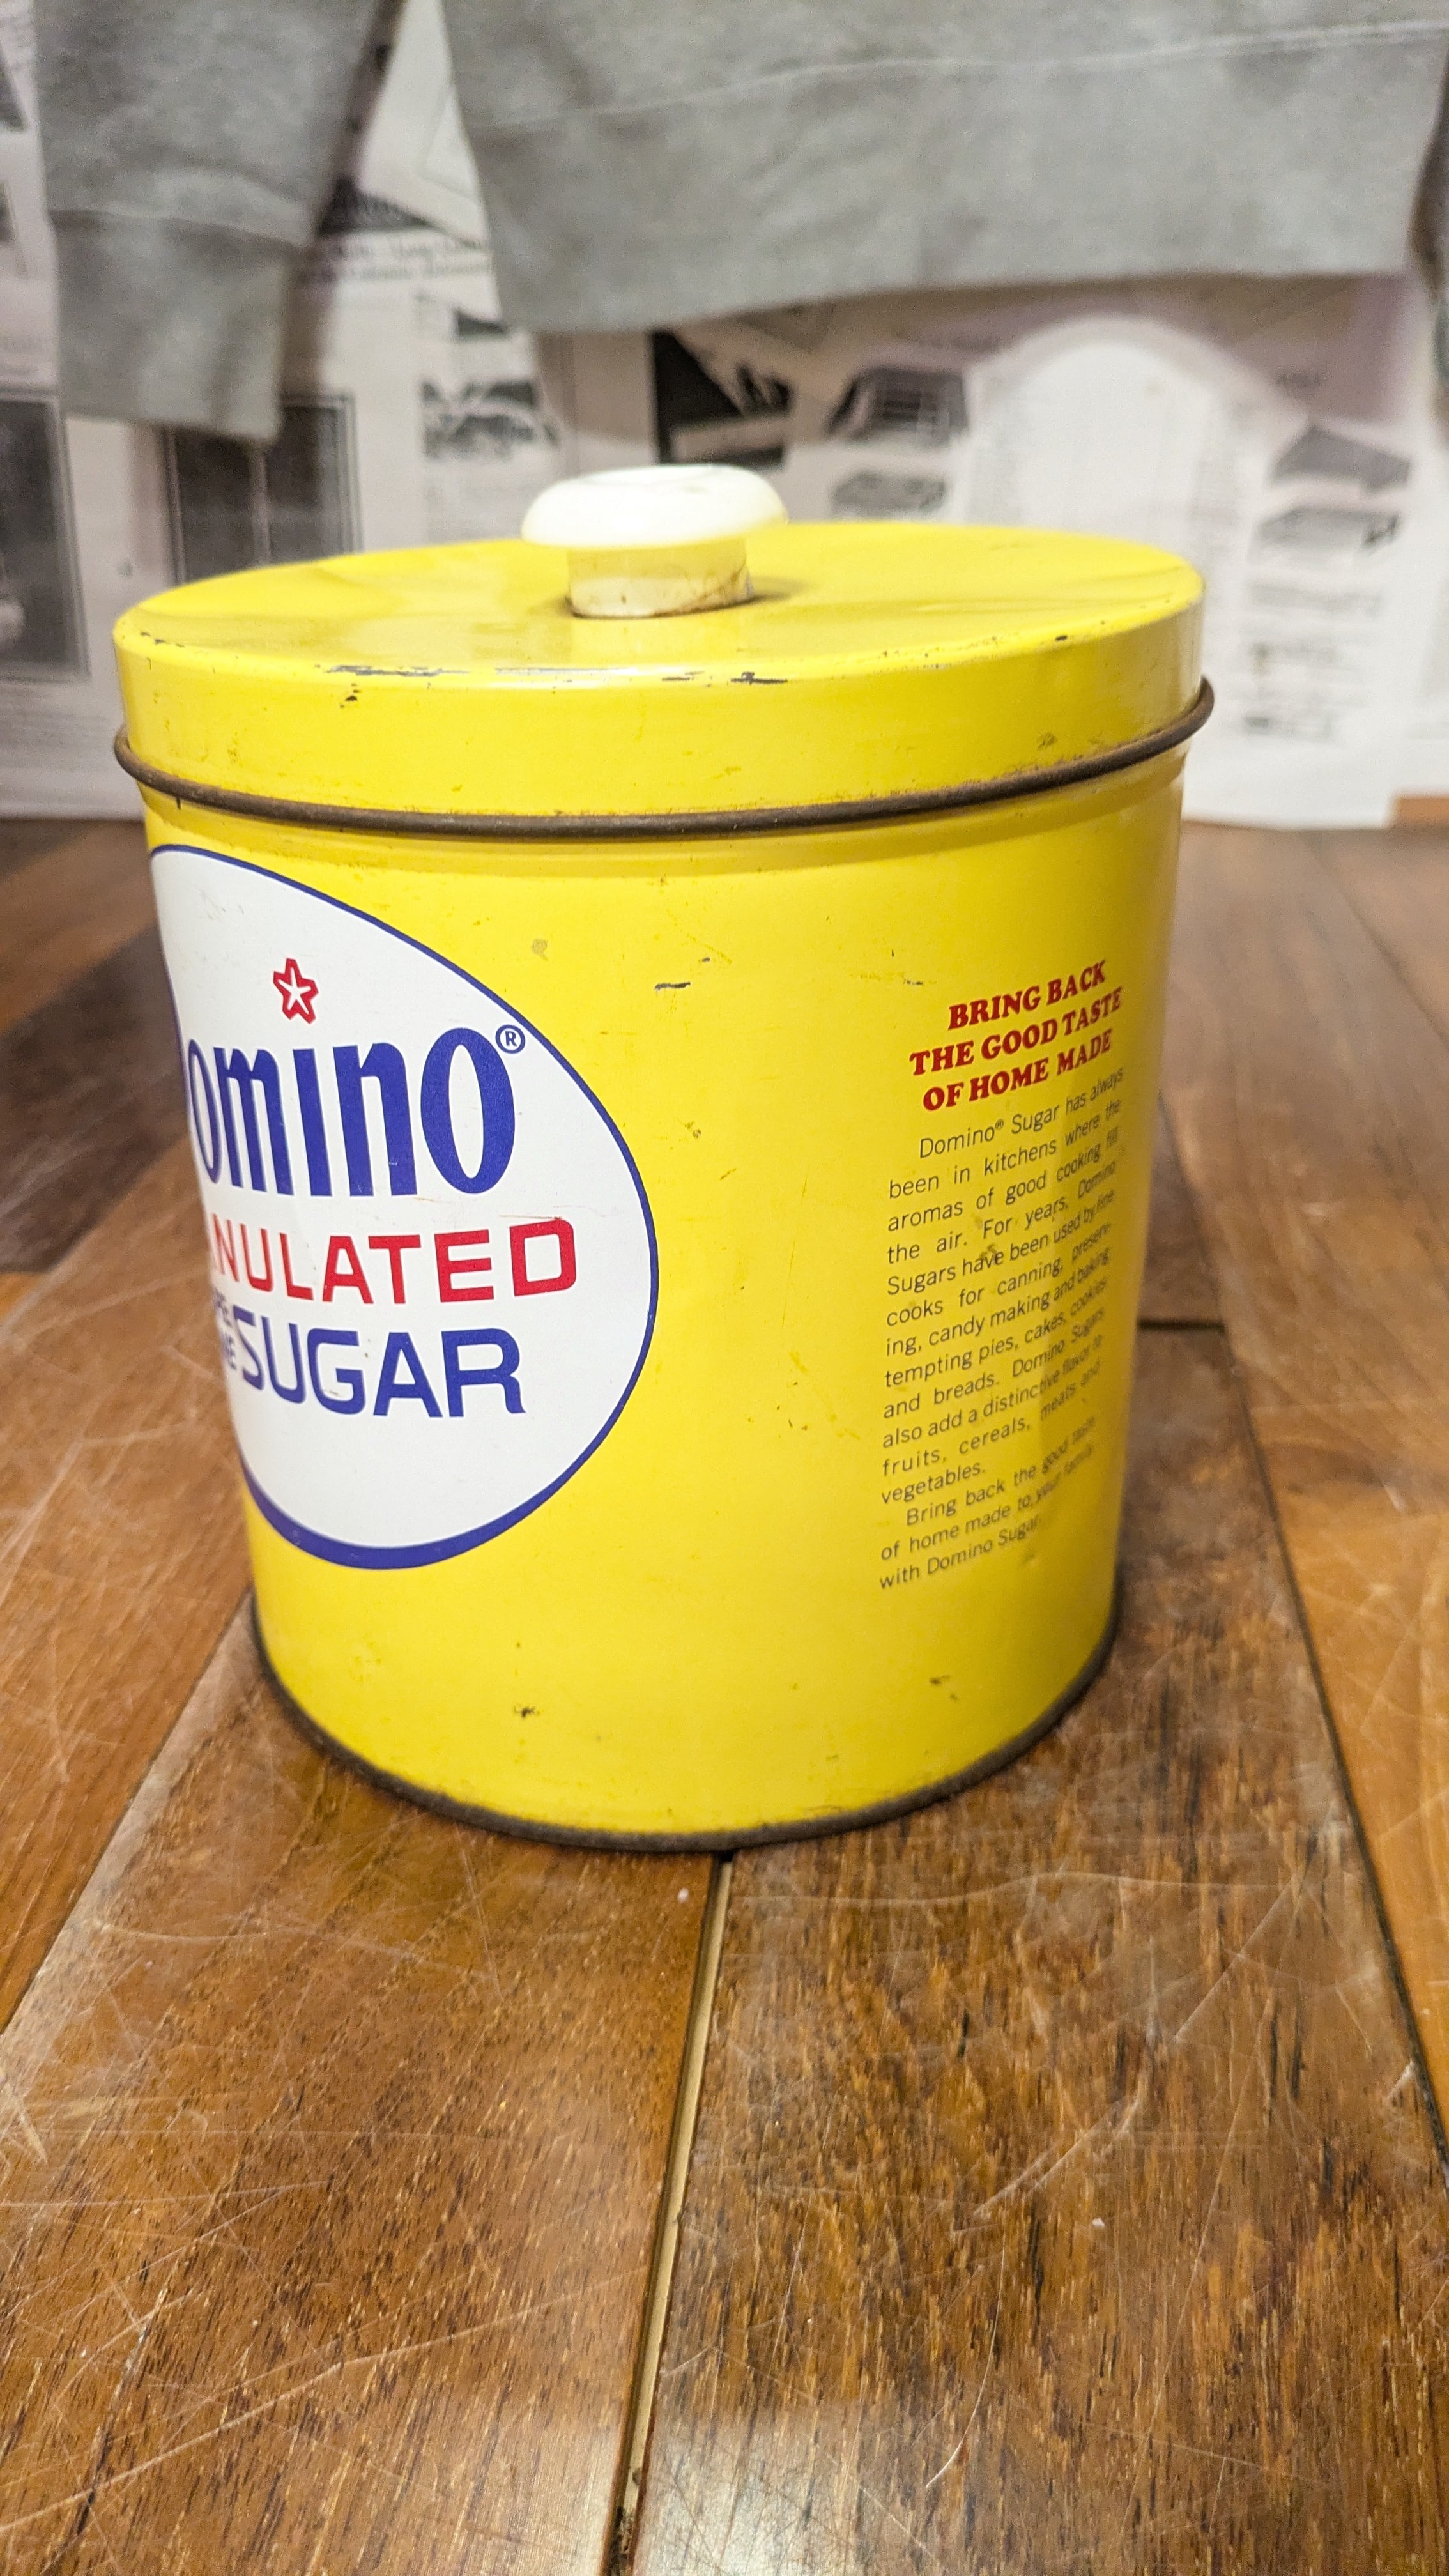 omino®
NULATED
SUGAR
BRING BACK
THE GOOD TASTE
OF HOME MADE
Domino® Sugar has always
been in kitchens where the
aromas of good cooking fill
the air. For years, Domino
Sugars have been used by fine
cooks for canning, preserv-
ing, candy making and baking
tempting pies, cakes, cookies
and breads. Domino Sugars
also add a distinctive flavor to
fruits, cereals, meats and
vegetables.
Bring back the good taste
of home made to your family
with Domino Sugar.